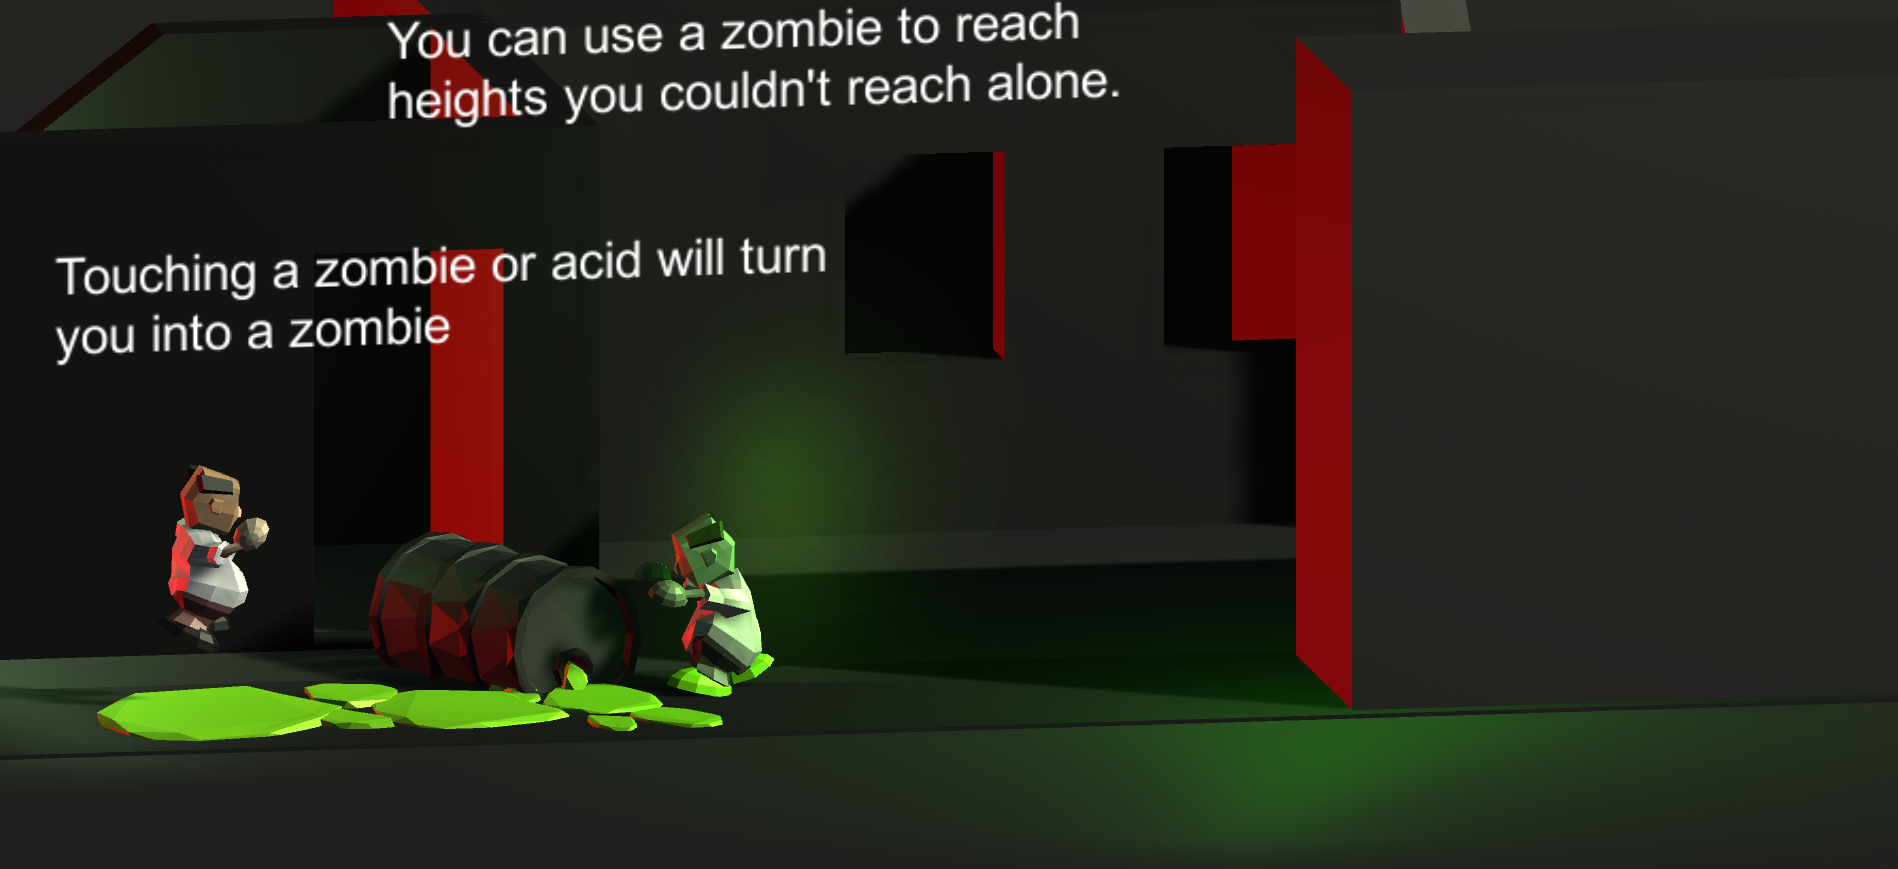 You can use a zombie to reach
heights you couldn't reach alone.
Touching a zombie or acid will turn
you into a zombie